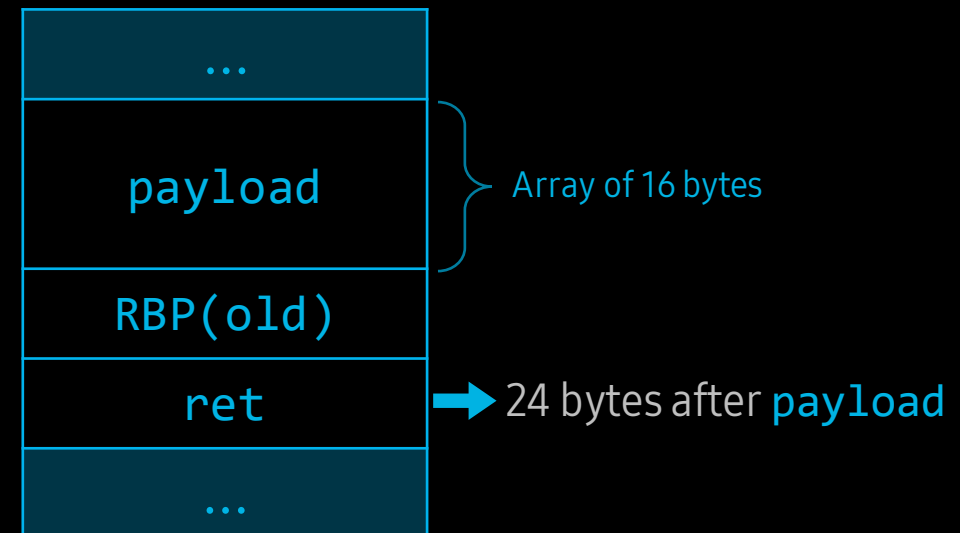 ...
payload
Array of 16 bytes
RBP(old)
ret
24 bytes after payload
...